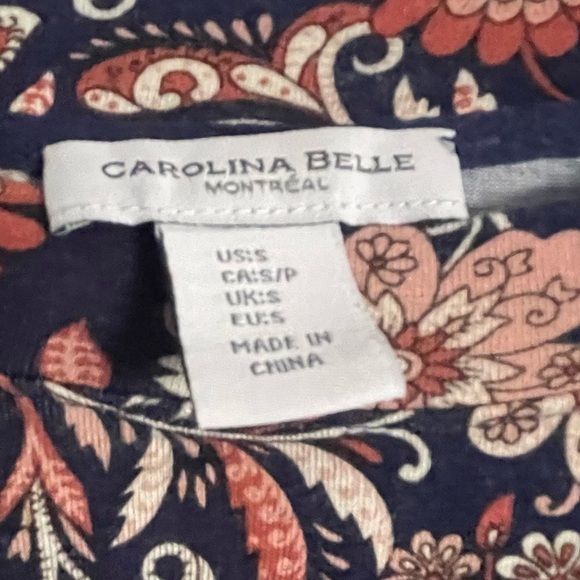 CAROLINA BELLE
MONTRÉAL
US:S
CA:S/P
UK:S
EU:S
MADE IN
CHINA